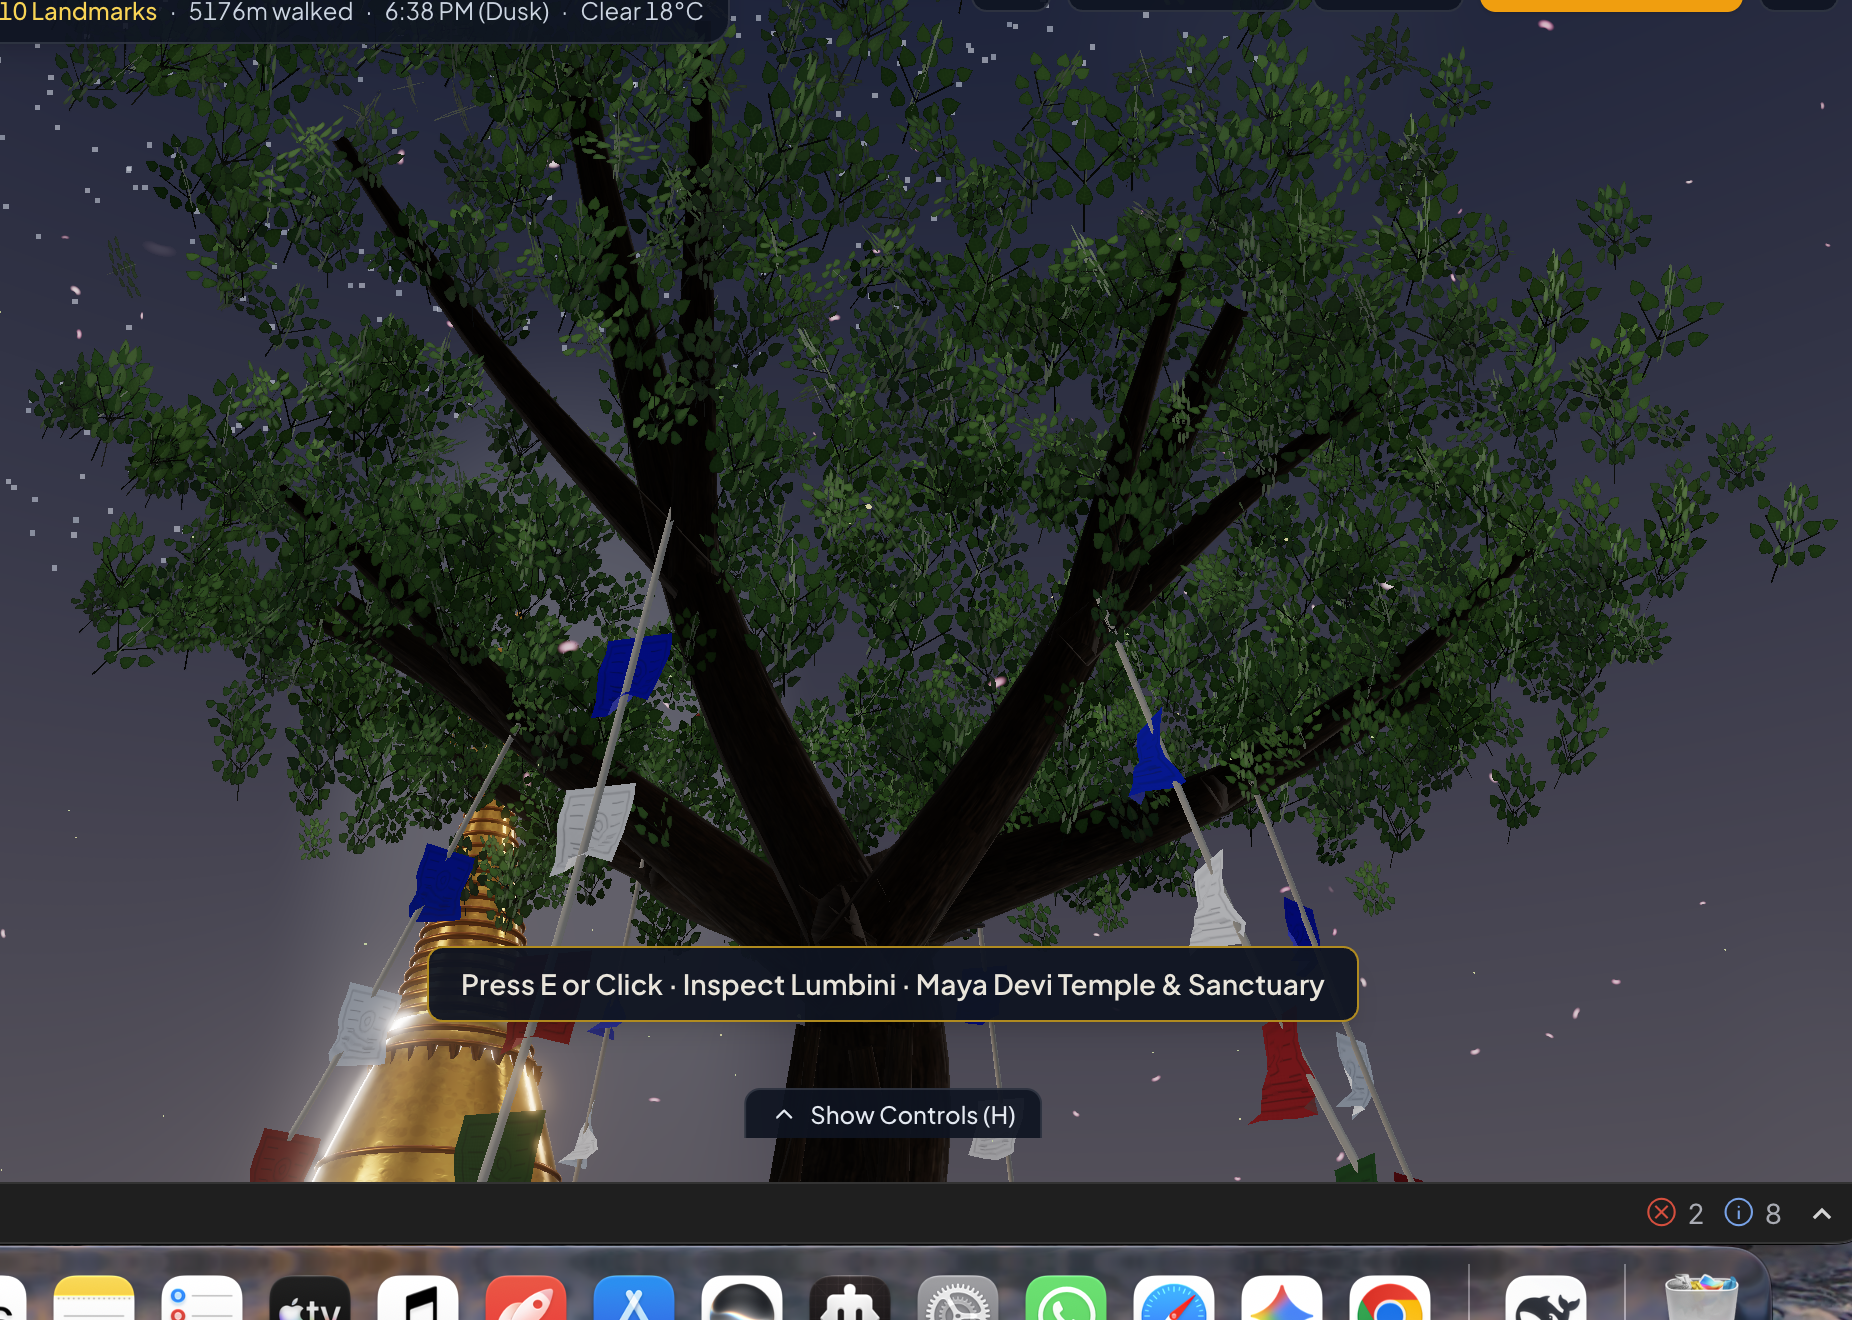 10 Landmarks · 5176m walked · 6:38 PM (Dusk) · Clear 18°C
Press E or Click · Inspect Lumbini · Maya Devi Temple & Sanctuary
Show Controls (H)
2 8
tv